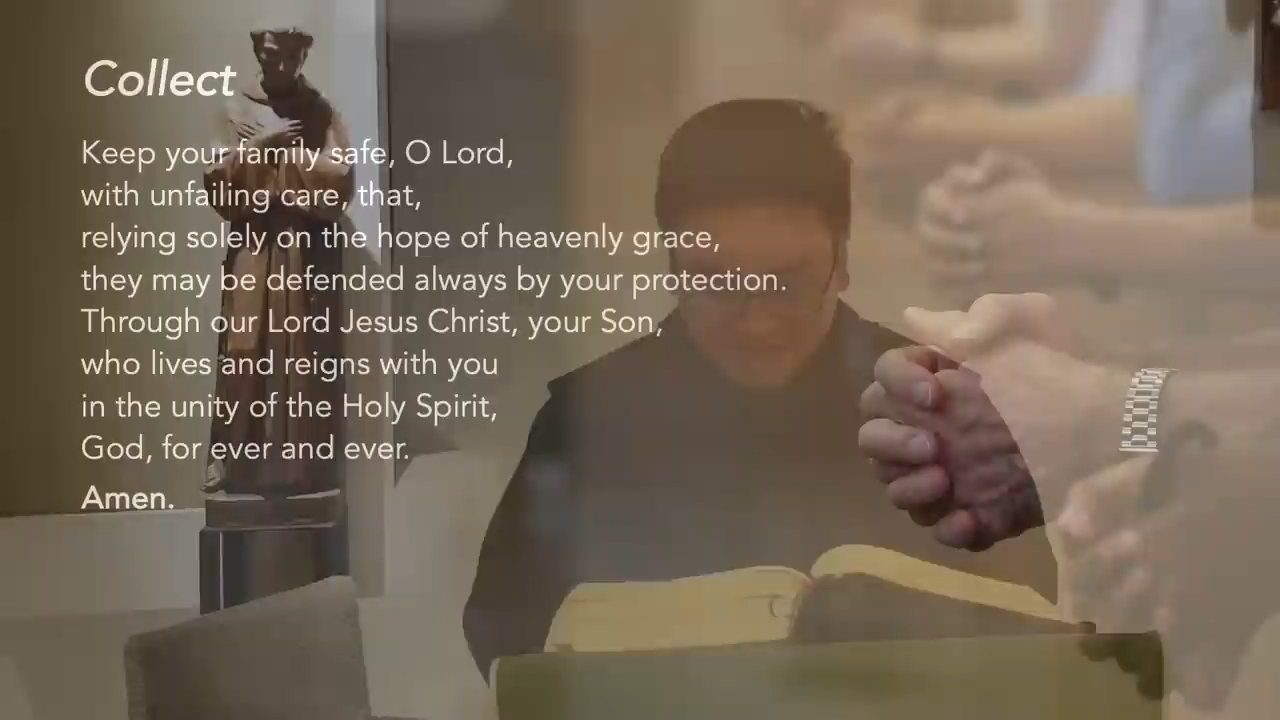 Collect
Keep your family safe, O Lord,
with unfailing care, that,
relying solely on the hope of heavenly grace,
they may be defended always by your protection.
Through our Lord Jesus Christ, your Son,
who lives and reigns with you
in the unity of the Holy Spirit,
God, for ever and ever.
Amen.